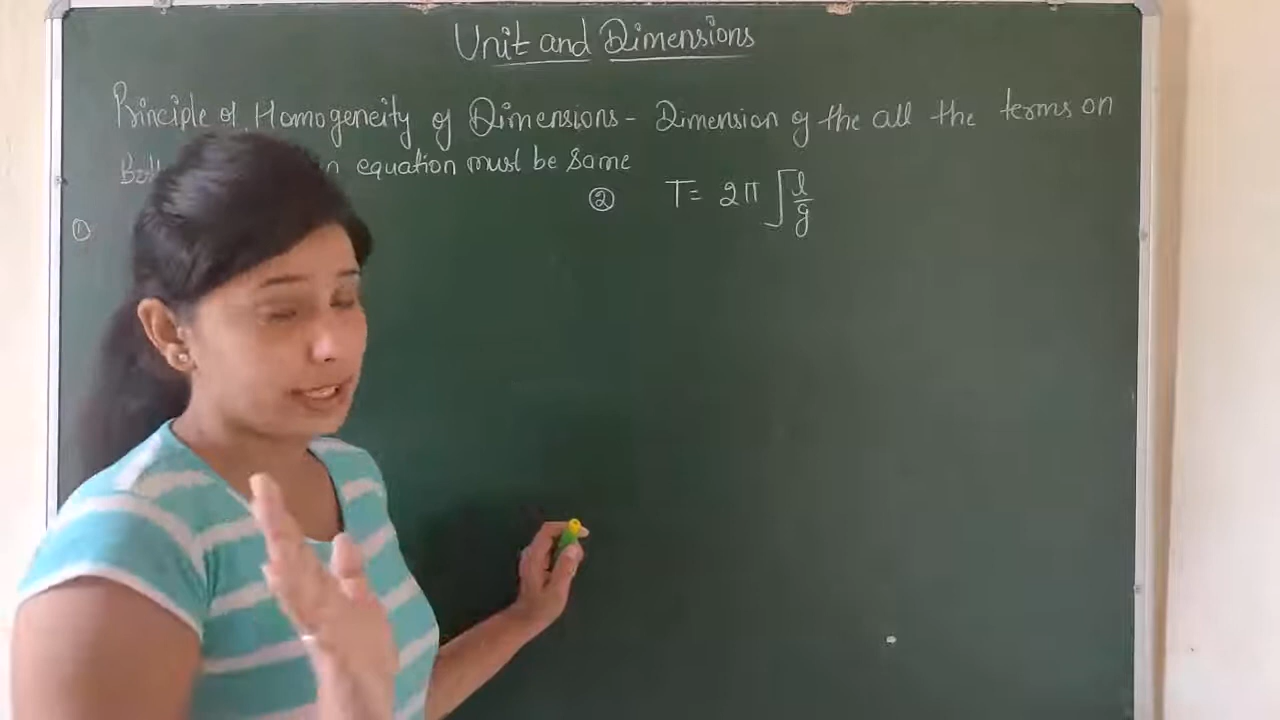 Unit and Dimensions
Principle of Homogeneity of Dimensions - Dimension of the all the terms on
equation must be same
① ② T = 2π √l/g